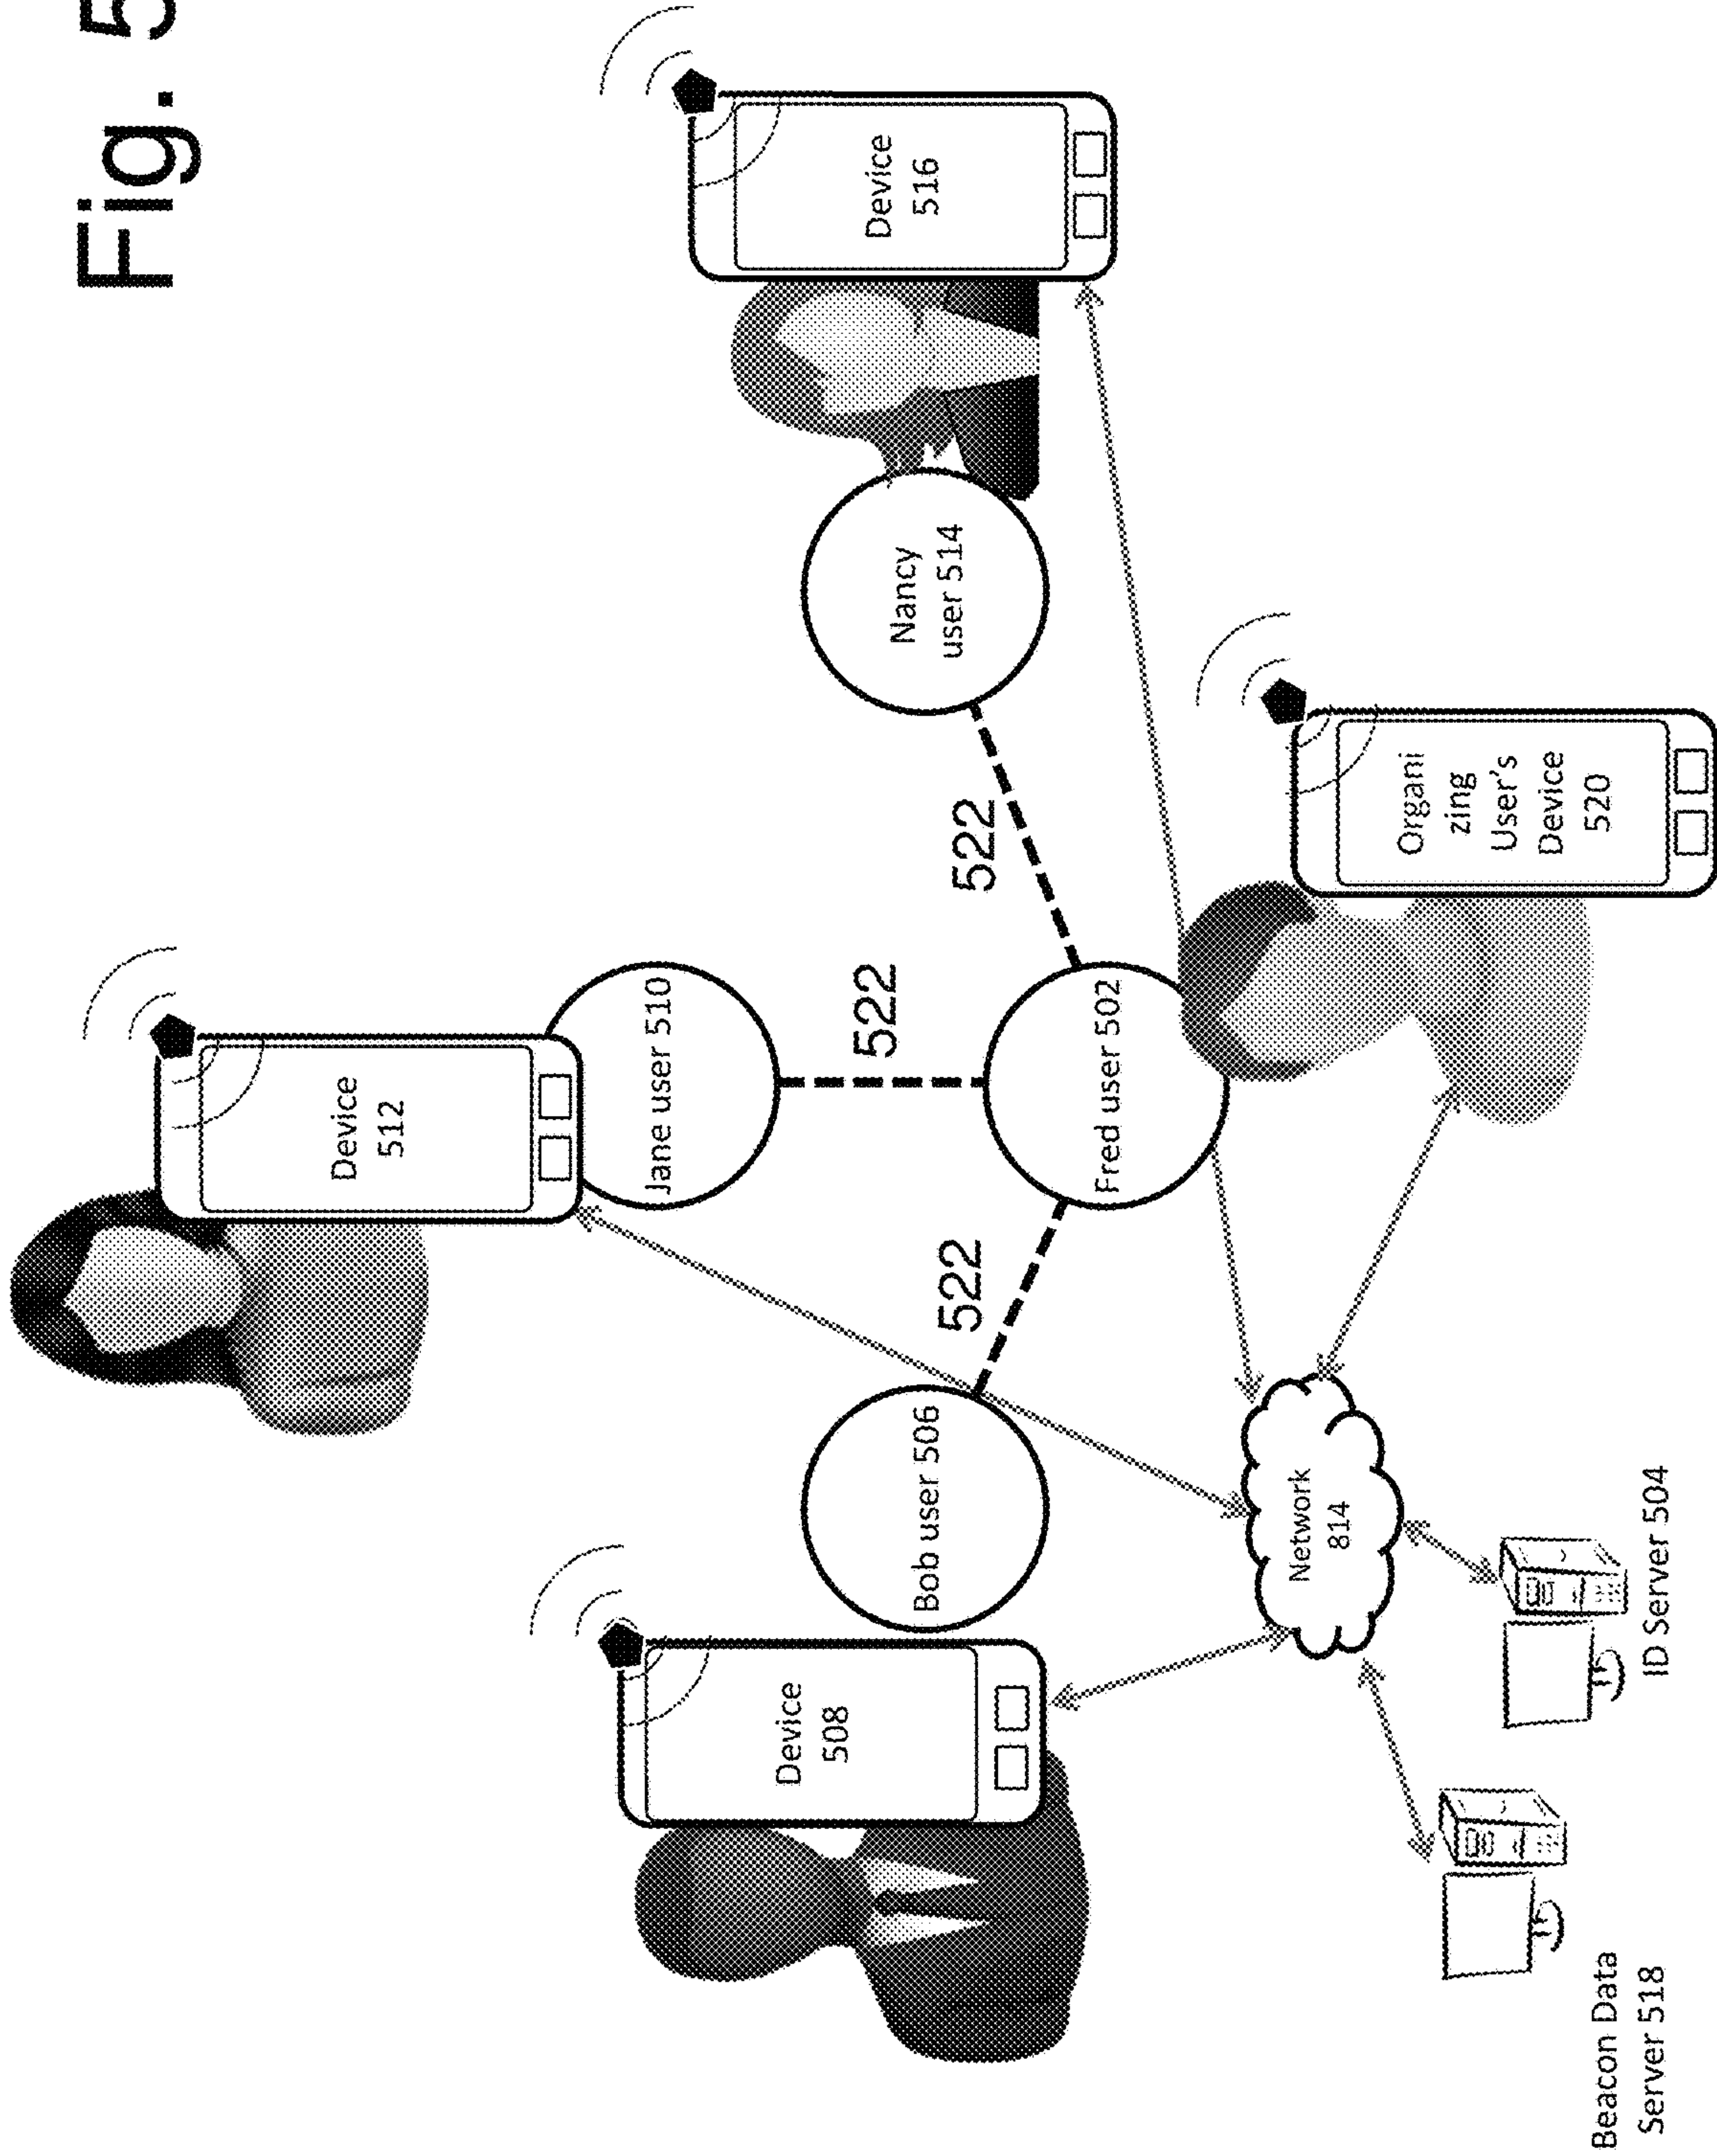 Fig. 5
Device
512
Jane user 510
522
Device
508
Bob user 506
522
522
Nancy
user 514
Device
516
Fred user 502
Organi
zing
User's
Device
520
Network
814
Beacon Data
Server 518
ID Server 504